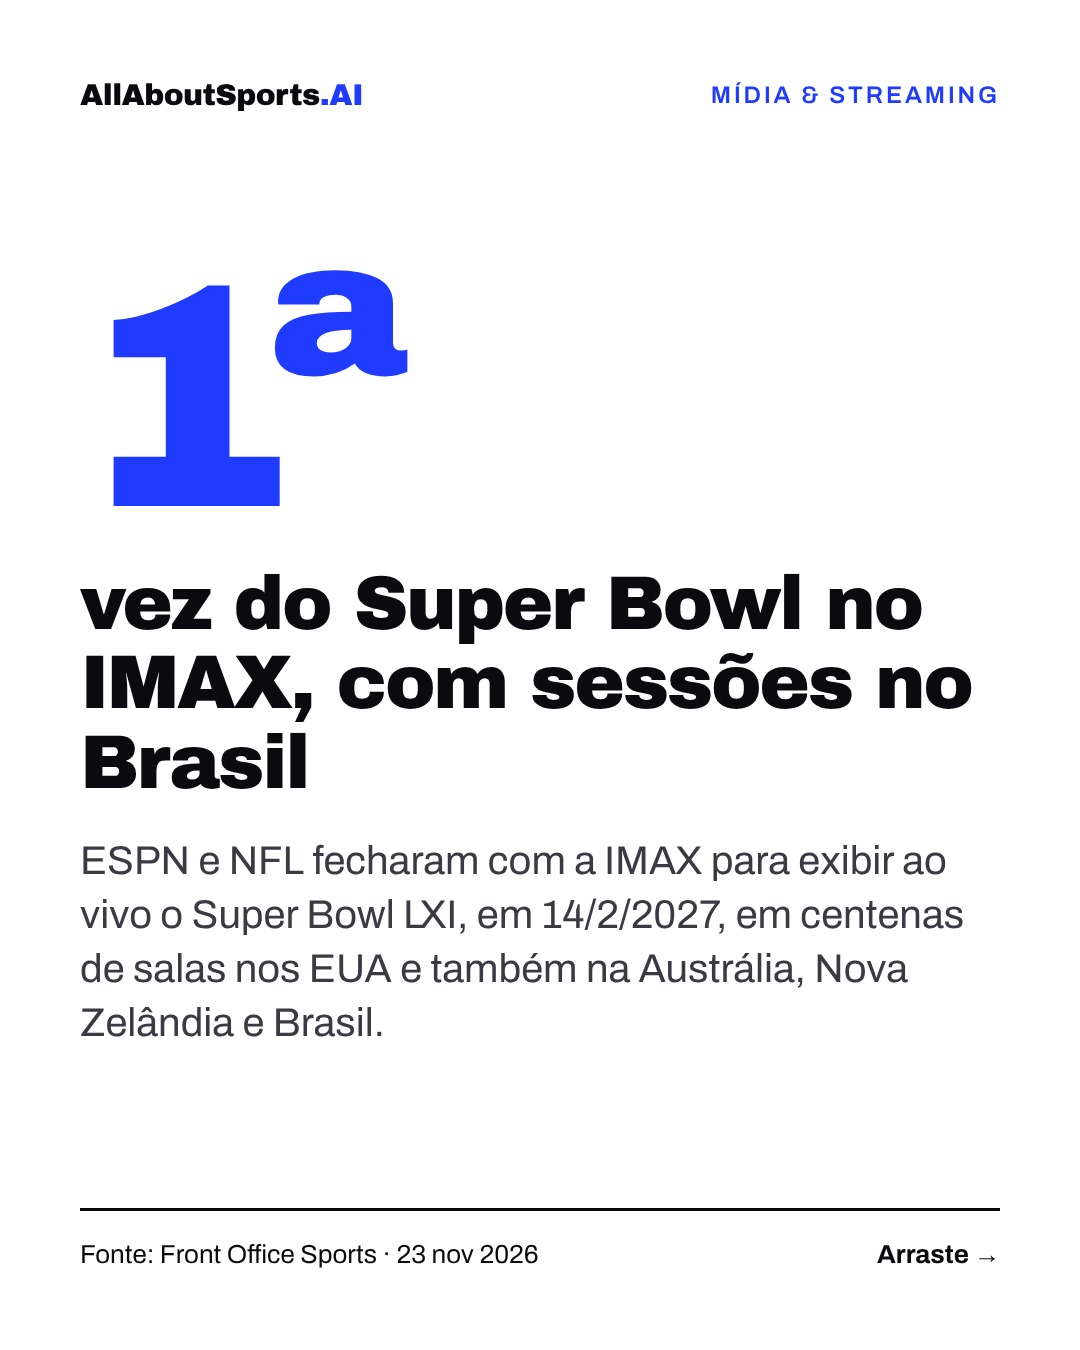 AllAboutSports.AI
MÍDIA & STREAMING
1ª
vez do Super Bowl no
IMAX, com sessões no
Brasil
ESPN e NFL fecharam com a IMAX para exibir ao
vivo o Super Bowl LXI, em 14/2/2027, em centenas
de salas nos EUA e também na Austrália, Nova
Zelândia e Brasil.
Fonte: Front Office Sports · 23 nov 2026
Arraste →